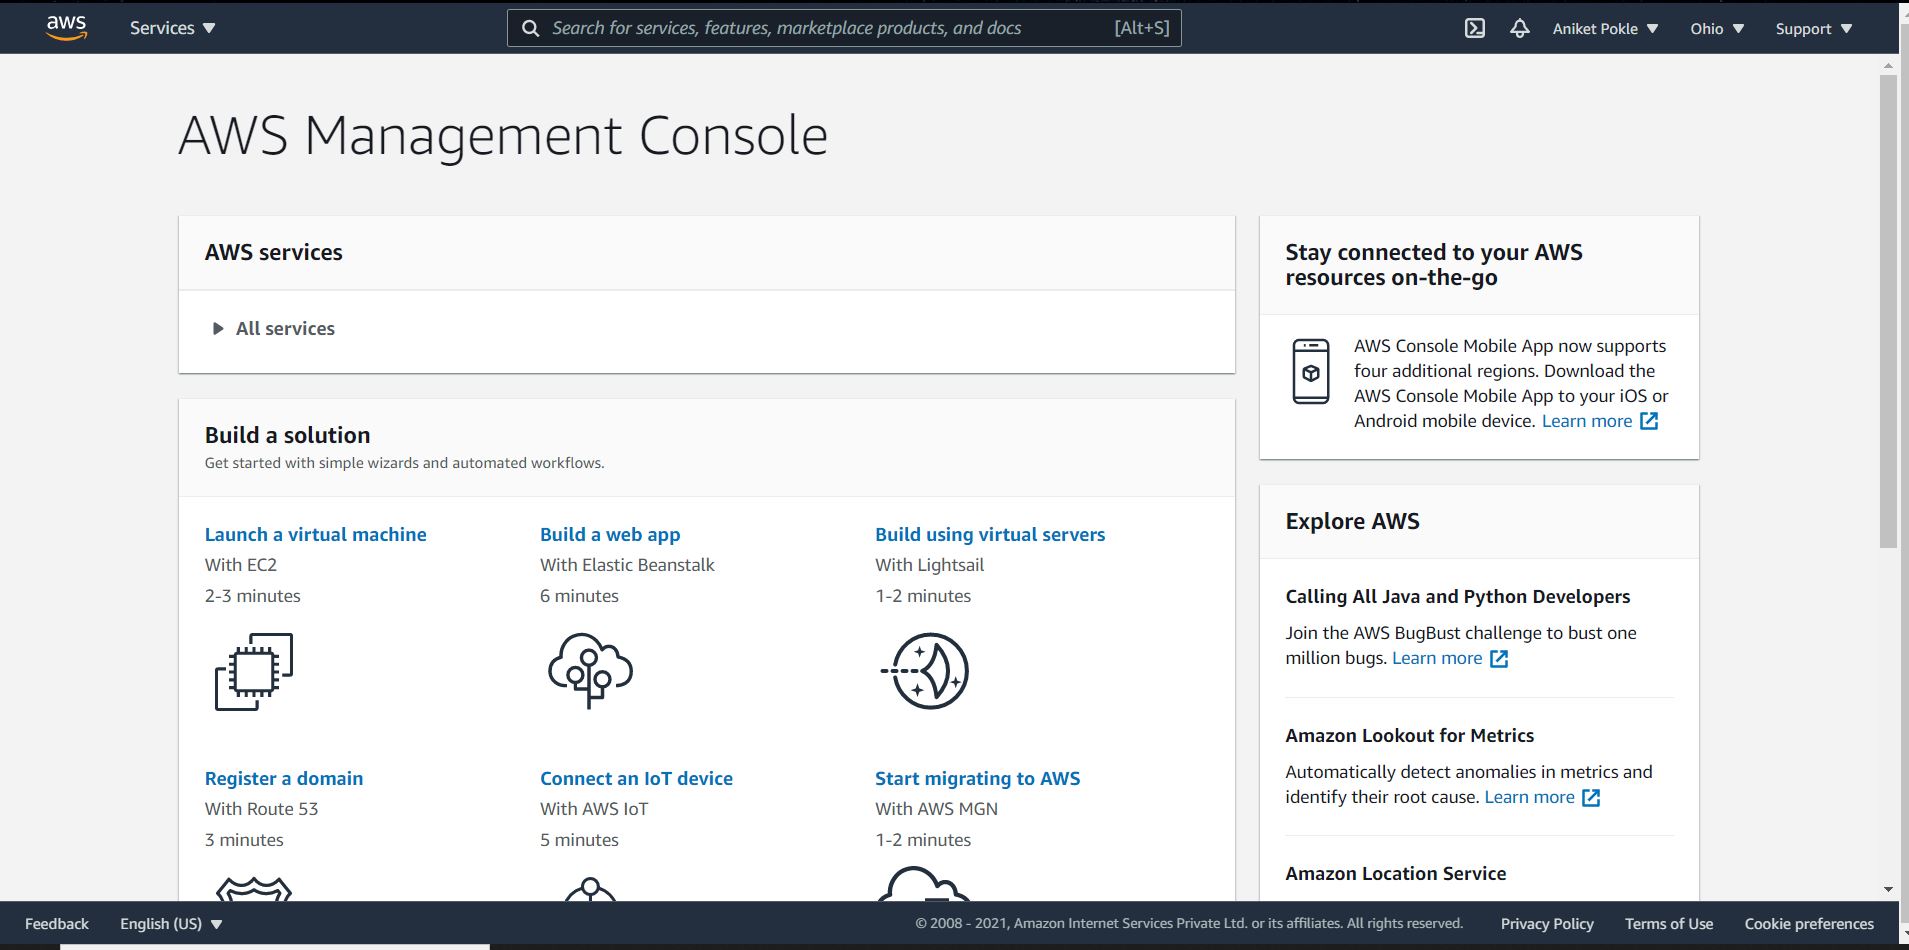 aws
Services
Search for services, features, marketplace products, and docs
[Alt+S]
Aniket Pokle
Ohio
Support
AWS Management Console
AWS services
All services
Build a solution
Get started with simple wizards and automated workflows.
Launch a virtual machine
With EC2
2-3 minutes
Build a web app
With Elastic Beanstalk
6 minutes
Build using virtual servers
With Lightsail
1-2 minutes
Register a domain
With Route 53
3 minutes
Connect an IoT device
With AWS IoT
5 minutes
Start migrating to AWS
With AWS MGN
1-2 minutes
Stay connected to your AWS
resources on-the-go
AWS Console Mobile App now supports
four additional regions. Download the
AWS Console Mobile App to your iOS or
Android mobile device. Learn more
Explore AWS
Calling All Java and Python Developers
Join the AWS BugBust challenge to bust one
million bugs. Learn more
Amazon Lookout for Metrics
Automatically detect anomalies in metrics and
identify their root cause. Learn more
Amazon Location Service
Feedback
English (US)
© 2008 - 2021, Amazon Internet Services Private Ltd. or its affiliates. All rights reserved.
Privacy Policy
Terms of Use
Cookie preferences